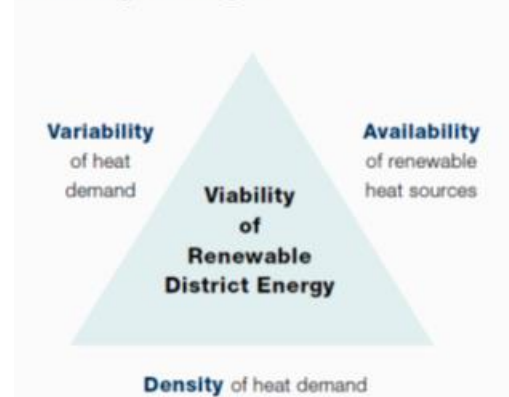 Variability
of heat
demand
Availability
of renewable
heat sources
Viability
of
Renewable
District Energy
Density of heat demand